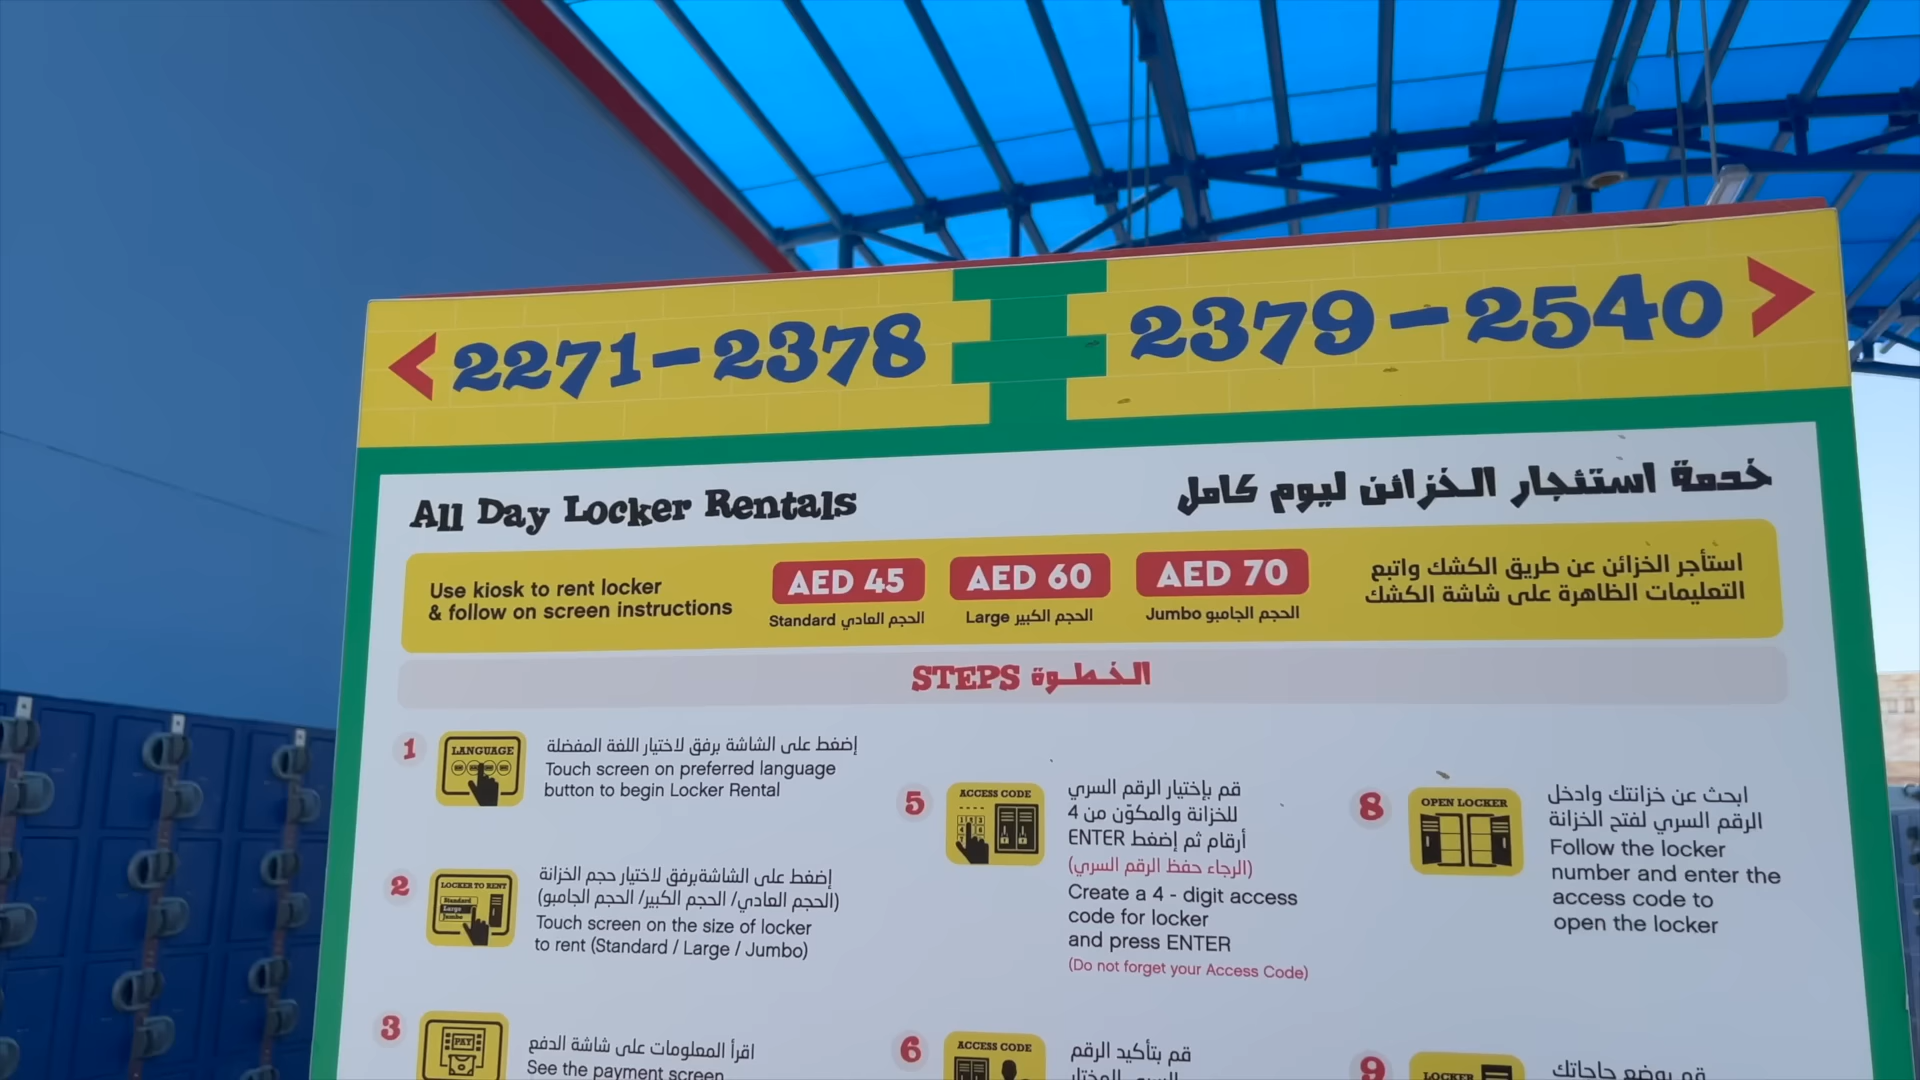 2271-2378
2379-2540
All Day Locker Rentals
خدمة استئجار الخزائن ليوم كامل
Use kiosk to rent locker
& follow on screen instructions
AED 45
Standard الحجم العادي
AED 60
Large الحجم الكبير
AED 70
Jumbo الحجم الجامبو
استأجر الخزائن عن طريق الكشك واتبع
التعليمات الظاهرة على شاشة الكشك
STEPS الخطوة
1
LANGUAGE
إضغط على الشاشة برفق لاختيار اللغة المفضلة
Touch screen on preferred language
button to begin Locker Rental
2
LOCKER TO RENT
Standard
Large
Jumbo
إضغط على الشاشةبرفق لاختيار حجم الخزانة
(الحجم العادي/ الحجم الكبير/ الحجم الجامبو)
Touch screen on the size of locker
to rent (Standard / Large / Jumbo)
3
PAY
اقرأ المعلومات على شاشة الدفع
See the payment screen
5
ACCESS CODE
قم بإختيار الرقم السري
للخزانة والمكوّن من 4
أرقام ثم إضغط ENTER
(الرجاء حفظ الرقم السري)
Create a 4 - digit access
code for locker
and press ENTER
(Do not forget your Access Code)
6
ACCESS CODE
قم بتأكيد الرقم
السري المختار
8
OPEN LOCKER
ابحث عن خزانتك وادخل
الرقم السري لفتح الخزانة
Follow the locker
number and enter the
access code to
open the locker
9
LOCKER
قم بوضع حاجاتك